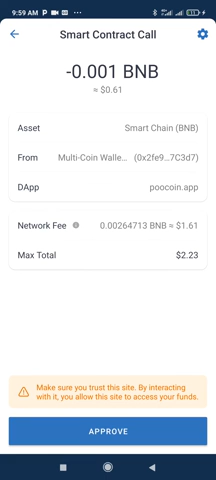 9:59 AM P
Smart Contract Call
-0.001 BNB
≈ $0.61
Asset Smart Chain (BNB)
From Multi-Coin Walle... (0x2fe9...7C3d7)
DApp poocoin.app
Network Fee 0.00264713 BNB ≈ $1.61
Max Total $2.23
Make sure you trust this site. By interacting
with it, you allow this site to access your funds.
APPROVE